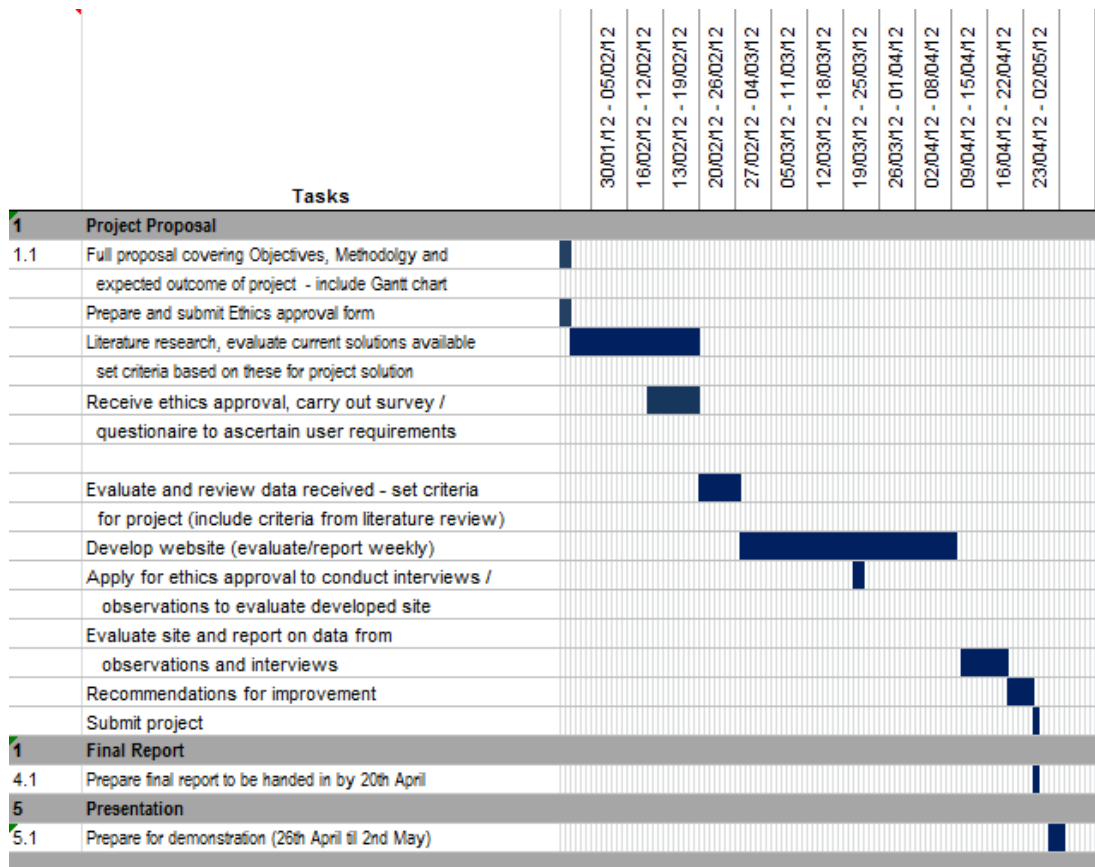 30/01/12 - 05/02/12
16/02/12 - 12/02/12
13/02/12 - 19/02/12
20/02/12 - 26/02/12
27/02/12 - 04/03/12
05/03/12 - 11/03/12
12/03/12 - 18/03/12
19/03/12 - 25/03/12
26/03/12 - 01/04/12
02/04/12 - 08/04/12
09/04/12 - 15/04/12
16/04/12 - 22/04/12
23/04/12 - 02/05/12
Tasks
1 Project Proposal
1.1 Full proposal covering Objectives, Methodolgy and
expected outcome of project - include Gantt chart
Prepare and submit Ethics approval form
Literature research, evaluate current solutions available
set criteria based on these for project solution
Receive ethics approval, carry out survey /
questionaire to ascertain user requirements
Evaluate and review data received - set criteria
for project (include criteria from literature review)
Develop website (evaluate/report weekly)
Apply for ethics approval to conduct interviews /
observations to evaluate developed site
Evaluate site and report on data from
observations and interviews
Recommendations for improvement
Submit project
1 Final Report
4.1 Prepare final report to be handed in by 20th April
5 Presentation
5.1 Prepare for demonstration (26th April til 2nd May)